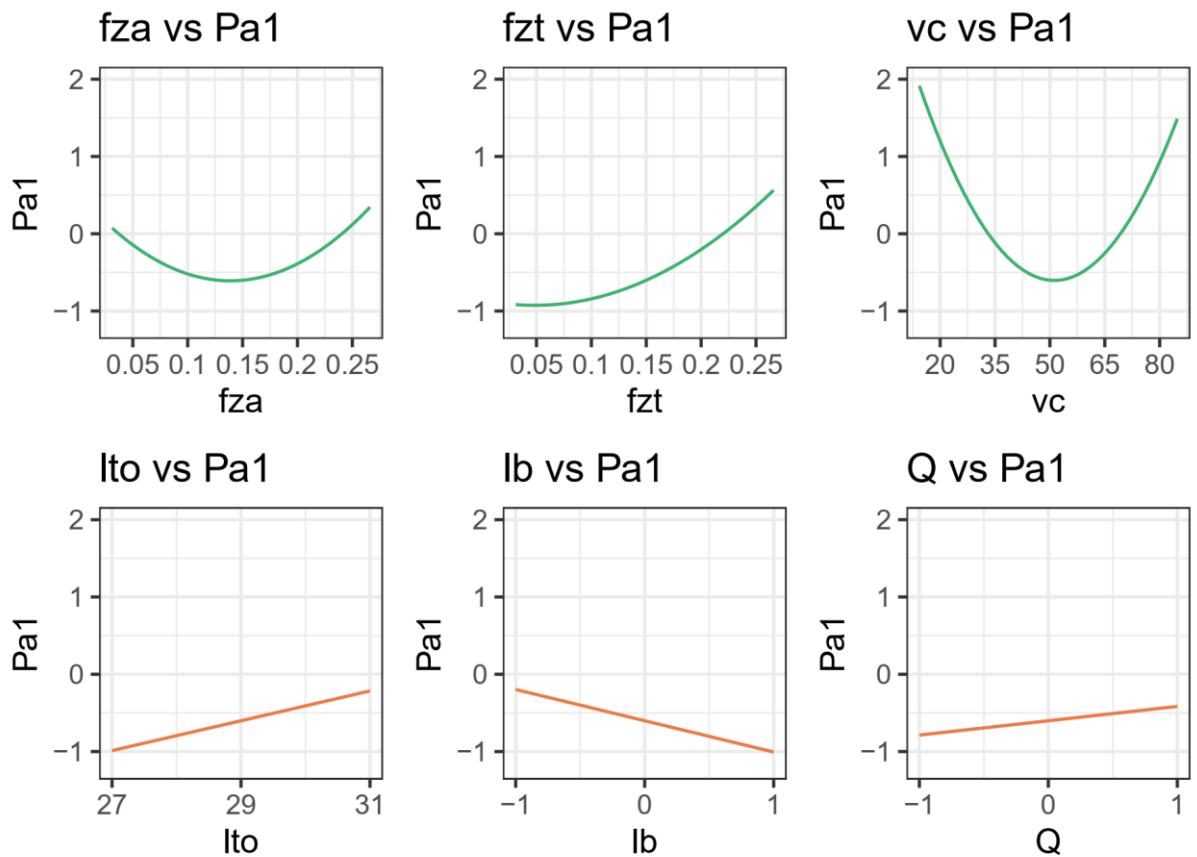 fza vs Pa1
fzt vs Pa1
vc vs Pa1
2
1
0
−1
Pa1
0.05 0.1 0.15 0.2 0.25
fza
2
1
0
−1
Pa1
0.05 0.1 0.15 0.2 0.25
fzt
2
1
0
−1
Pa1
20 35 50 65 80
vc
lto vs Pa1
lb vs Pa1
Q vs Pa1
2
1
0
−1
Pa1
27 29 31
lto
2
1
0
−1
Pa1
−1 0 1
lb
2
1
0
−1
Pa1
−1 0 1
Q